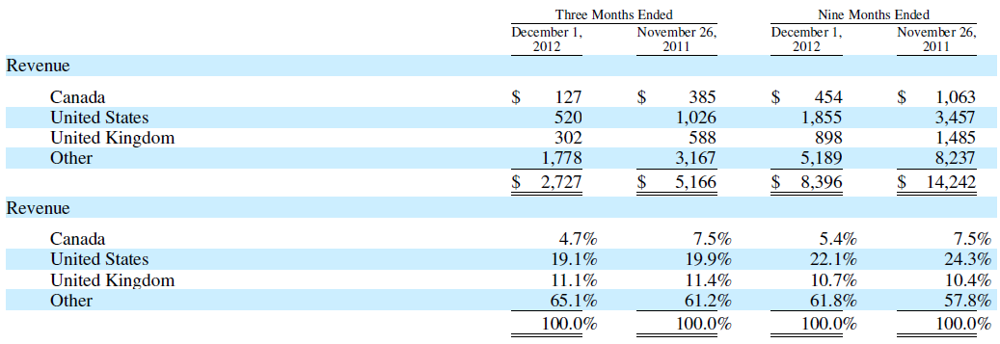 Three Months Ended Nine Months Ended
December 1, November 26, December 1, November 26,
2012 2011 2012 2011
Revenue
Canada $ 127 $ 385 $ 454 $ 1,063
United States 520 1,026 1,855 3,457
United Kingdom 302 588 898 1,485
Other 1,778 3,167 5,189 8,237
$ 2,727 $ 5,166 $ 8,396 $ 14,242
Revenue
Canada 4.7% 7.5% 5.4% 7.5%
United States 19.1% 19.9% 22.1% 24.3%
United Kingdom 11.1% 11.4% 10.7% 10.4%
Other 65.1% 61.2% 61.8% 57.8%
100.0% 100.0% 100.0% 100.0%